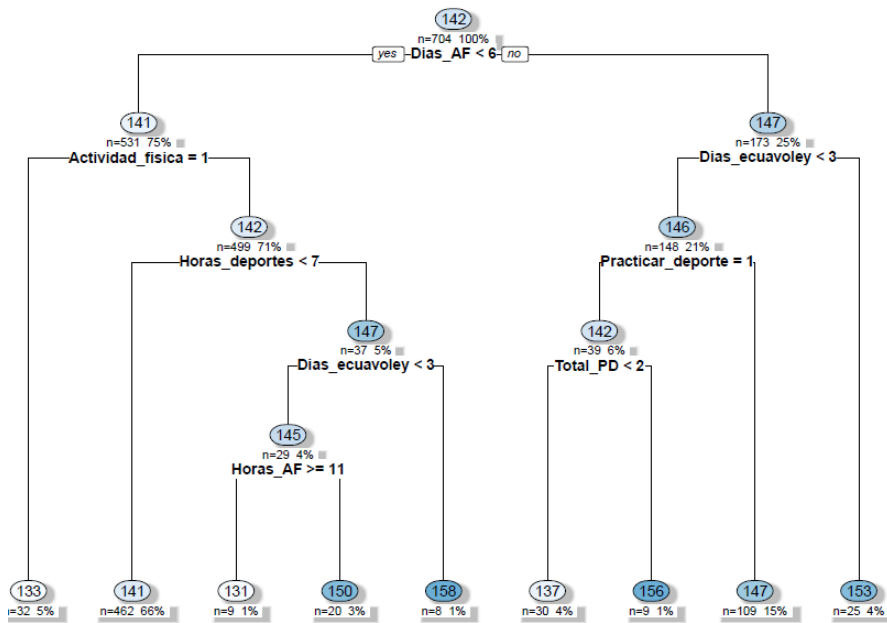 142
n=704 100%
yes Dias_AF < 6 no
141 147
n=531 75% n=173 25%
Actividad_fisica = 1 Dias_ecuavoley < 3
142 146
n=499 71% n=148 21%
Horas_deportes < 7 Practicar_deporte = 1
147 142
n=37 5% n=39 6%
Dias_ecuavoley < 3 Total_PD < 2
145
n=29 4%
Horas_AF >= 11
133 141 131 150 158 137 156 147 153
n=32 5% n=462 66% n=9 1% n=20 3% n=8 1% n=30 4% n=9 1% n=109 15% n=25 4%